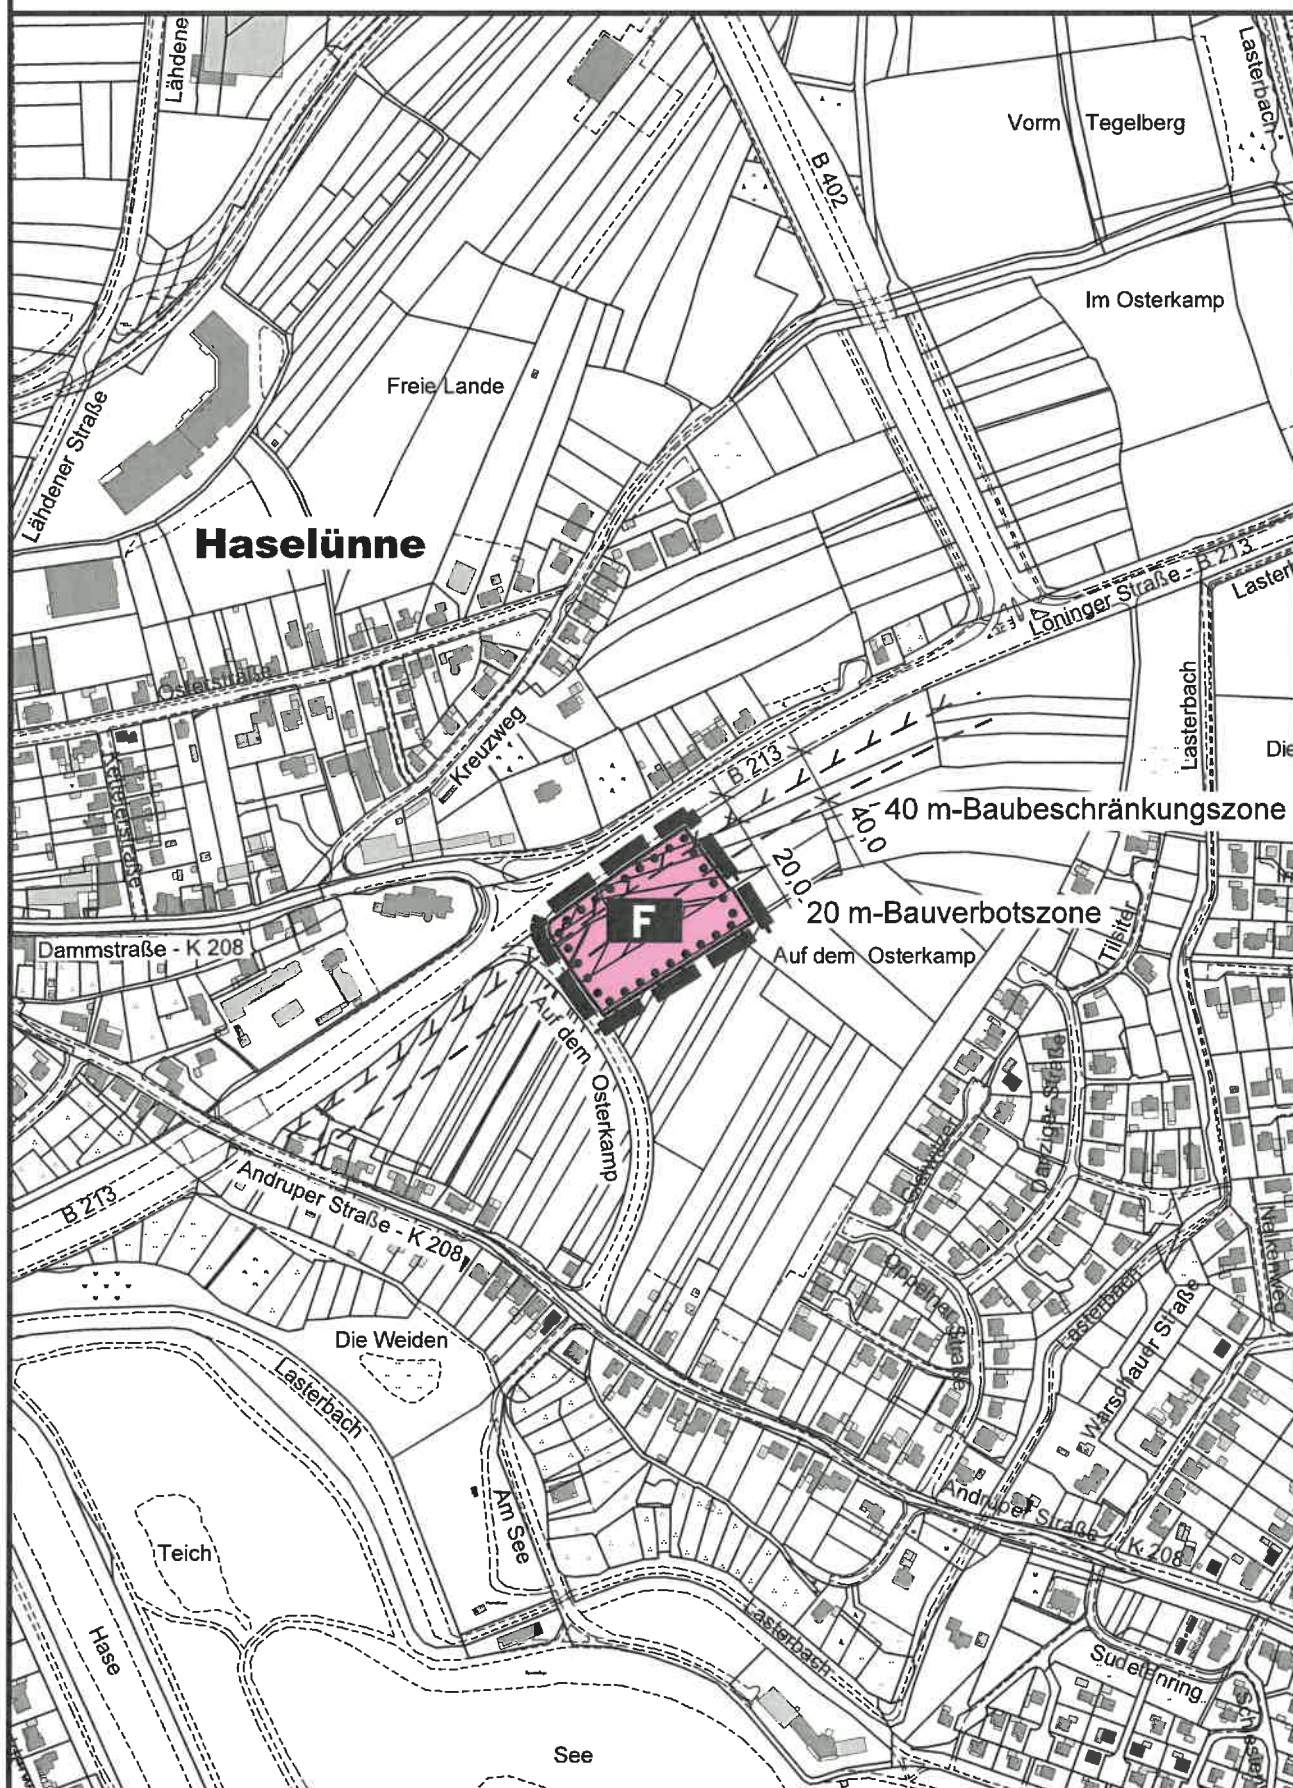 Lähdene
Lasterbach
Vorm Tegelberg
B 402
Im Osterkamp
Freie Lande
Lähdener Straße
Haselünne
Löninger Straße - B 213
Osterstraße
Lasterbach
Kreuzweg
B 213
Die
40 m-Baubeschränkungszone
40,0
20,0
20 m-Bauverbotszone
F
Dammstraße - K 208
Auf dem Osterkamp
Tilsiter
Auf dem Osterkamp
Danziger Straße
Andruper Straße - K 208
B 213
Nelkenweg
Oppelner Straße
Lasterbach
Warschauer Straße
Die Weiden
Lasterbach
Am See
Andruper Straße
K 208
Teich
Hase
Lasterbach
Sudetenring
See